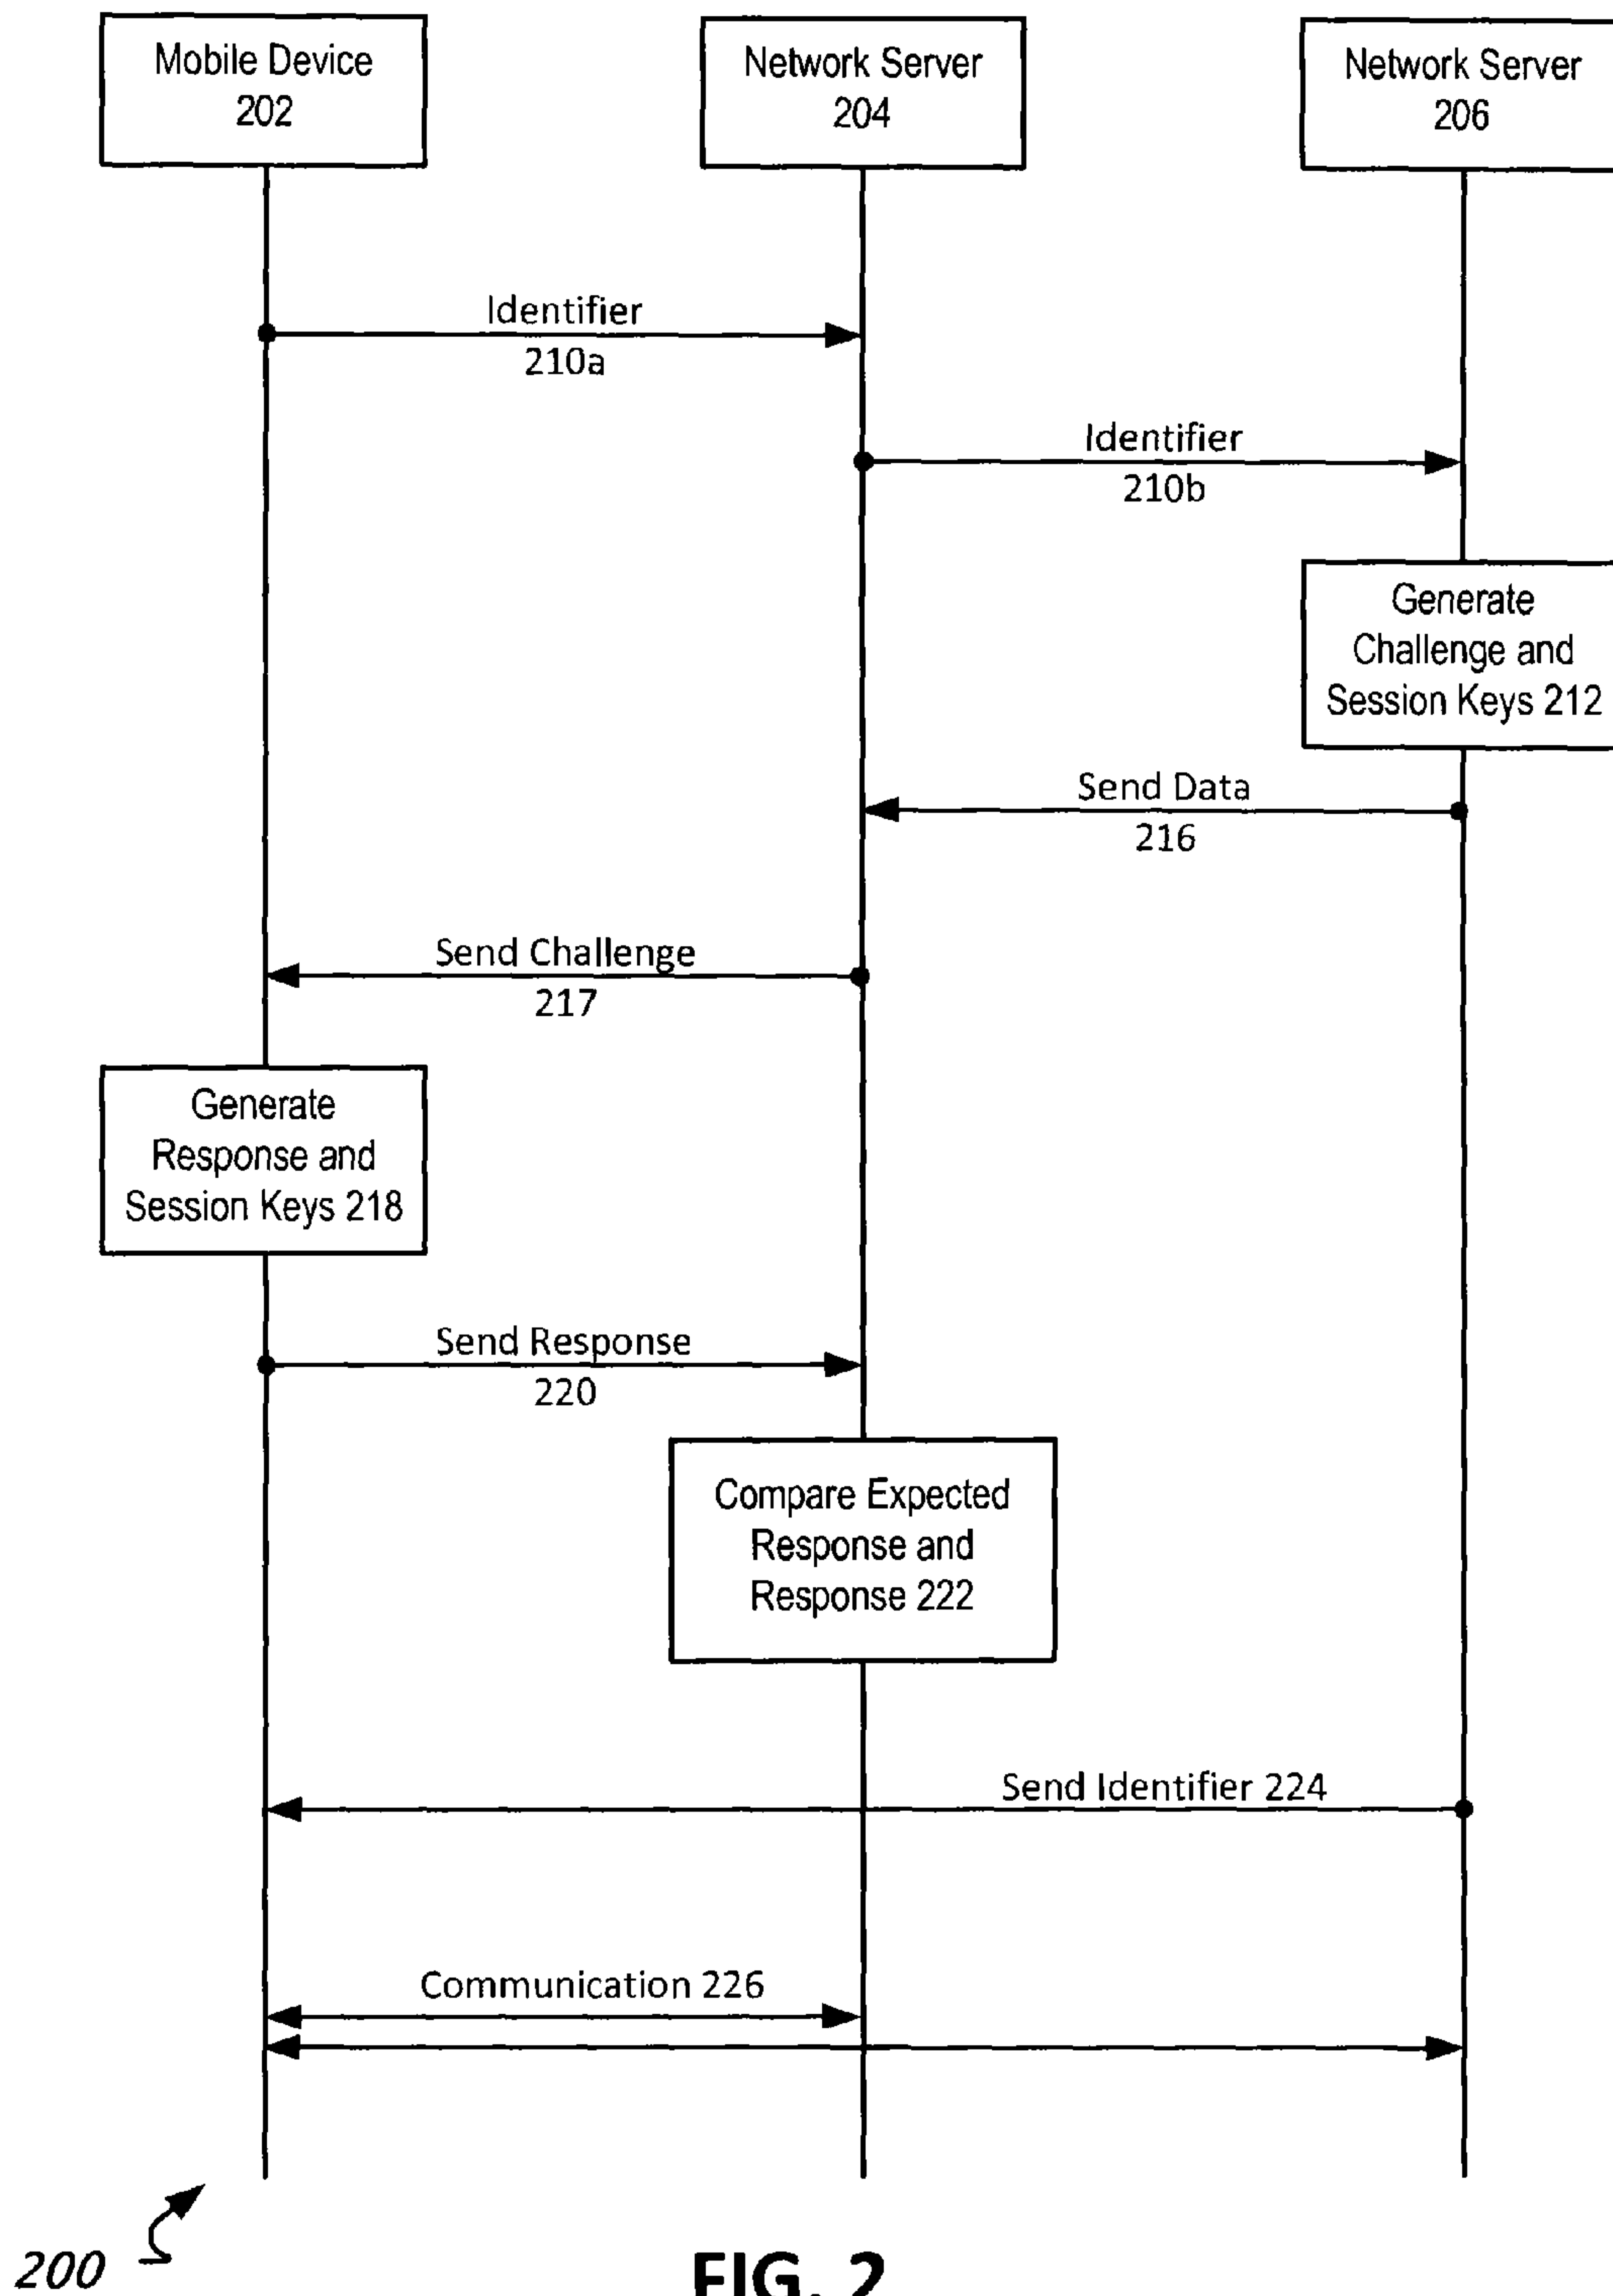 Mobile Device
202
Network Server
204
Network Server
206
Identifier
210a
Identifier
210b
Generate
Challenge and
Session Keys 212
Send Data
216
Send Challenge
217
Generate
Response and
Session Keys 218
Send Response
220
Compare Expected
Response and
Response 222
Send Identifier 224
Communication 226
200
FIG. 2